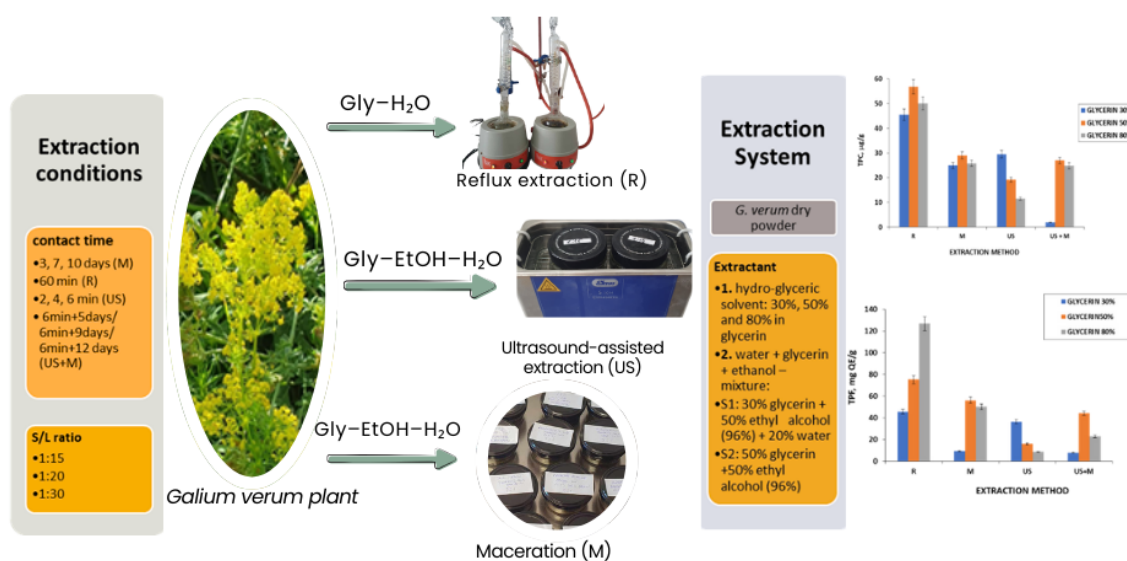 Extraction
conditions
contact time
•3, 7, 10 days (M)
•60 min (R)
•2, 4, 6 min (US)
• 6min+5days/
6min+9days/
6min+12 days
(US+M)
S/L ratio
•1:15
•1:20
•1:30
Galium verum plant
Gly–H₂O
Reflux extraction (R)
Gly–EtOH–H₂O
Ultrasound-assisted
extraction (US)
Gly–EtOH–H₂O
Maceration (M)
Extraction
System
G. verum dry
powder
Extractant
•1. hydro-glyceric
solvent: 30%, 50%
and 80% in
glycerin
•2. water + glycerin
+ ethanol –
mixture:
•S1: 30% glycerin +
50% ethyl alcohol
(96%) + 20% water
•S2: 50% glycerin
+50% ethyl
alcohol (96%)
TPC, µg/g
60
50
40
30
20
10
0
R M US US + M
EXTRACTION METHOD
GLYCERIN 30%
GLYCERIN 50%
GLYCERIN 80%
TPF, mg QE/g
140
120
100
80
60
40
20
0
R M US US+M
EXTRACTION METHOD
GLYCERIN 30%
GLYCERIN50%
GLYCERIN 80%